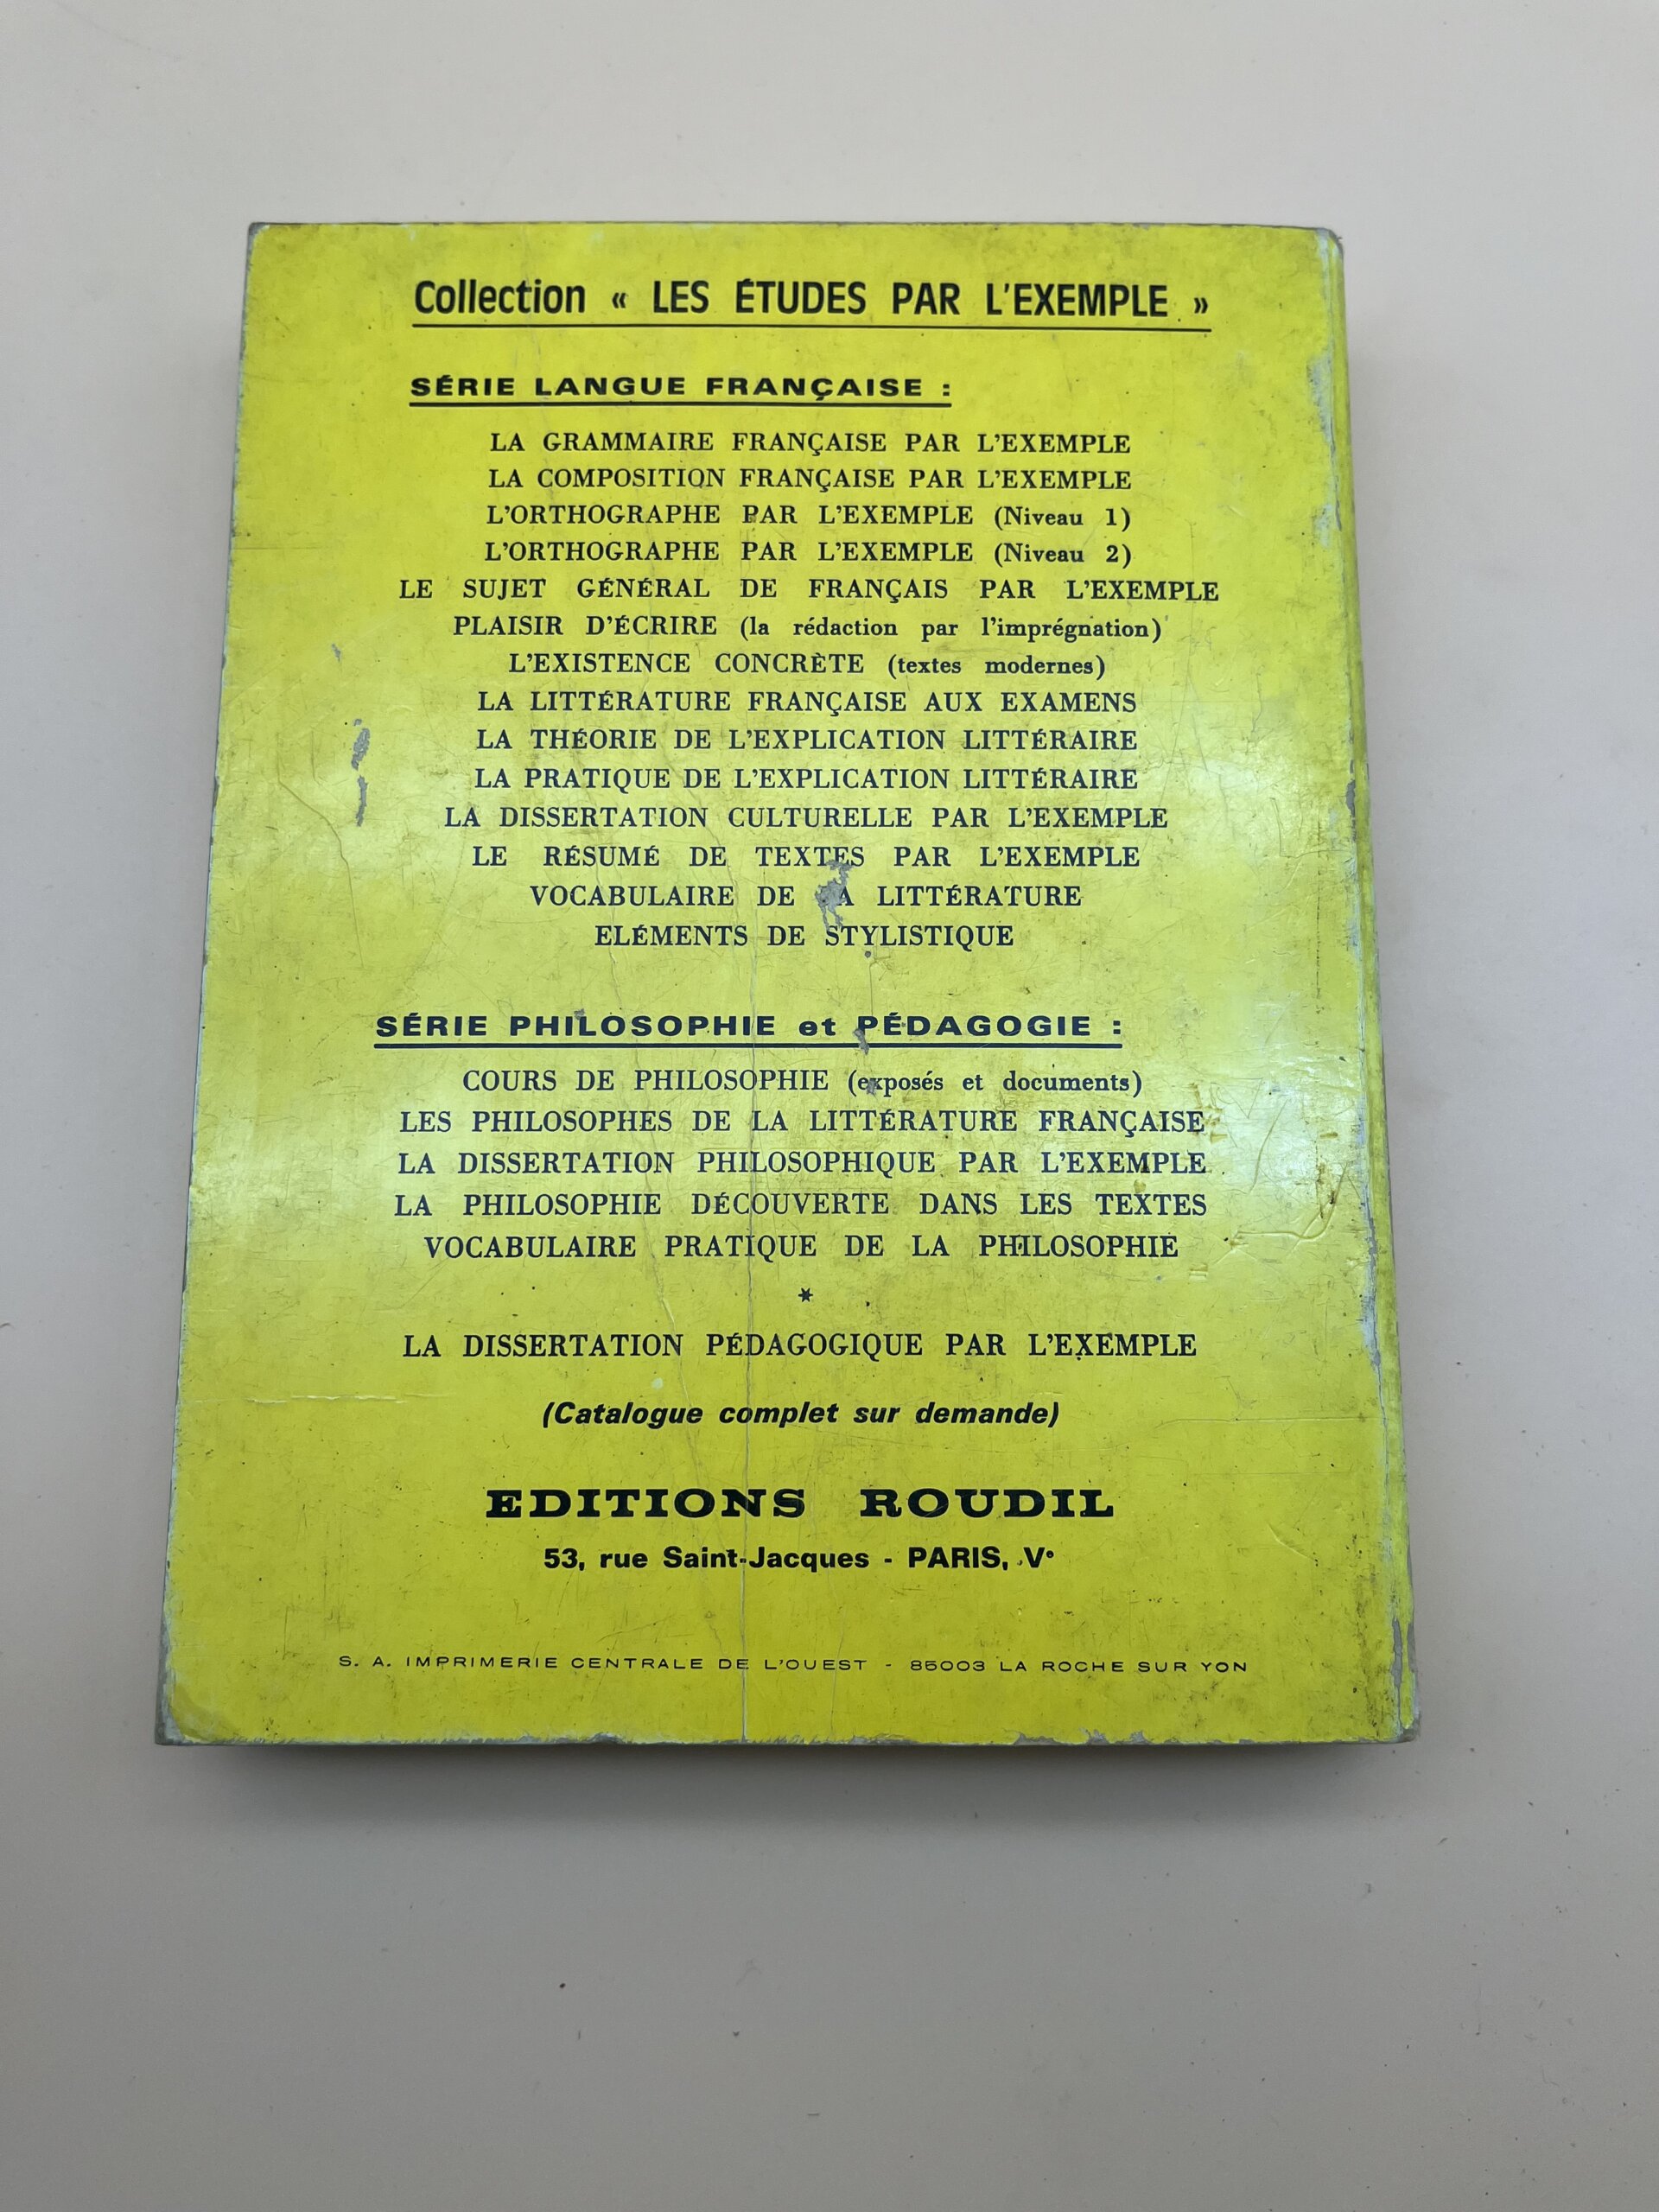 Collection « LES ÉTUDES PAR L'EXEMPLE »
SÉRIE LANGUE FRANÇAISE :
LA GRAMMAIRE FRANÇAISE PAR L'EXEMPLE
LA COMPOSITION FRANÇAISE PAR L'EXEMPLE
L'ORTHOGRAPHE PAR L'EXEMPLE (Niveau 1)
L'ORTHOGRAPHE PAR L'EXEMPLE (Niveau 2)
LE SUJET GÉNÉRAL DE FRANÇAIS PAR L'EXEMPLE
PLAISIR D'ÉCRIRE (la rédaction par l'imprégnation)
L'EXISTENCE CONCRÈTE (textes modernes)
LA LITTÉRATURE FRANÇAISE AUX EXAMENS
LA THÉORIE DE L'EXPLICATION LITTÉRAIRE
LA PRATIQUE DE L'EXPLICATION LITTÉRAIRE
LA DISSERTATION CULTURELLE PAR L'EXEMPLE
LE RÉSUMÉ DE TEXTES PAR L'EXEMPLE
VOCABULAIRE DE LA LITTÉRATURE
ELÉMENTS DE STYLISTIQUE
SÉRIE PHILOSOPHIE et PÉDAGOGIE :
COURS DE PHILOSOPHIE (exposés et documents)
LES PHILOSOPHES DE LA LITTÉRATURE FRANÇAISE
LA DISSERTATION PHILOSOPHIQUE PAR L'EXEMPLE
LA PHILOSOPHIE DÉCOUVERTE DANS LES TEXTES
VOCABULAIRE PRATIQUE DE LA PHILOSOPHIE
*
LA DISSERTATION PÉDAGOGIQUE PAR L'EXEMPLE
(Catalogue complet sur demande)
EDITIONS ROUDIL
53, rue Saint-Jacques - PARIS, Ve
S. A. IMPRIMERIE CENTRALE DE L'OUEST - 85003 LA ROCHE SUR YON